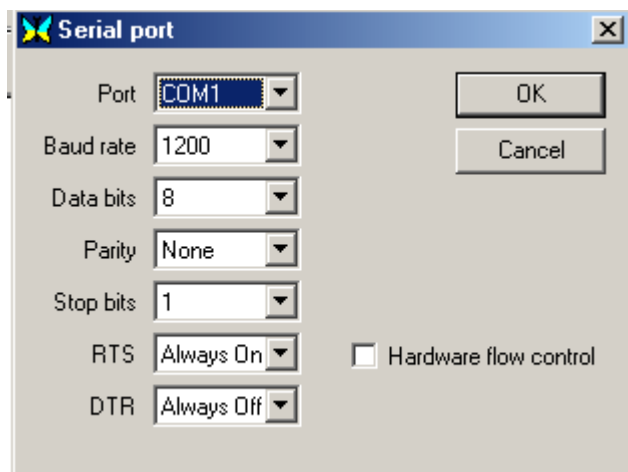 Serial port
Port COM1 OK
Baud rate 1200 Cancel
Data bits 8
Parity None
Stop bits 1
RTS Always On Hardware flow control
DTR Always Off